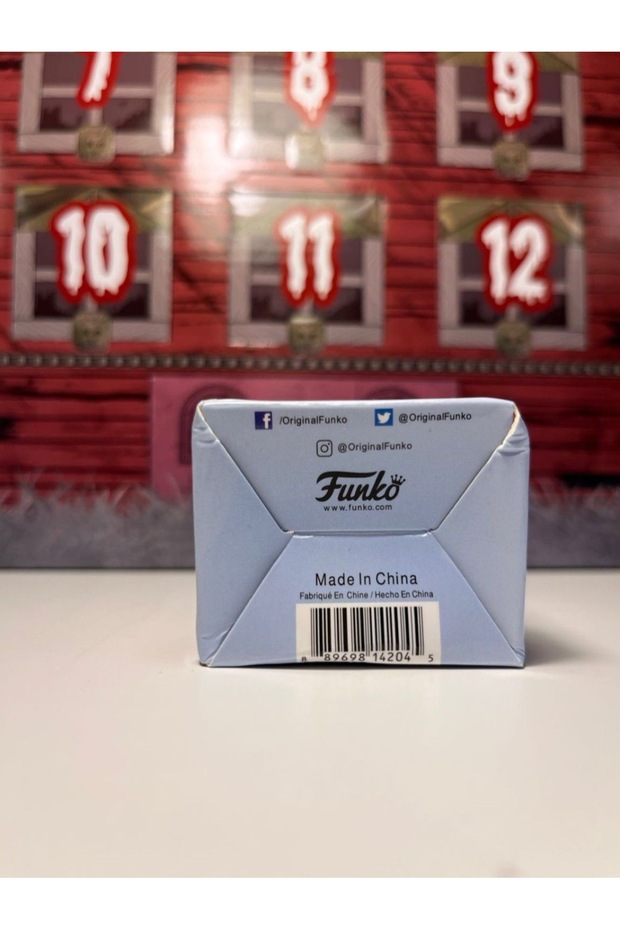 7 8 9
10 11 12
/OriginalFunko @OriginalFunko
@OriginalFunko
Funko
www.funko.com
Made In China
Fabriqué En Chine / Hecho En China
8 89698 14204 5